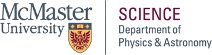 McMaster
University
SCIENCE
Department of
Physics & Astronomy